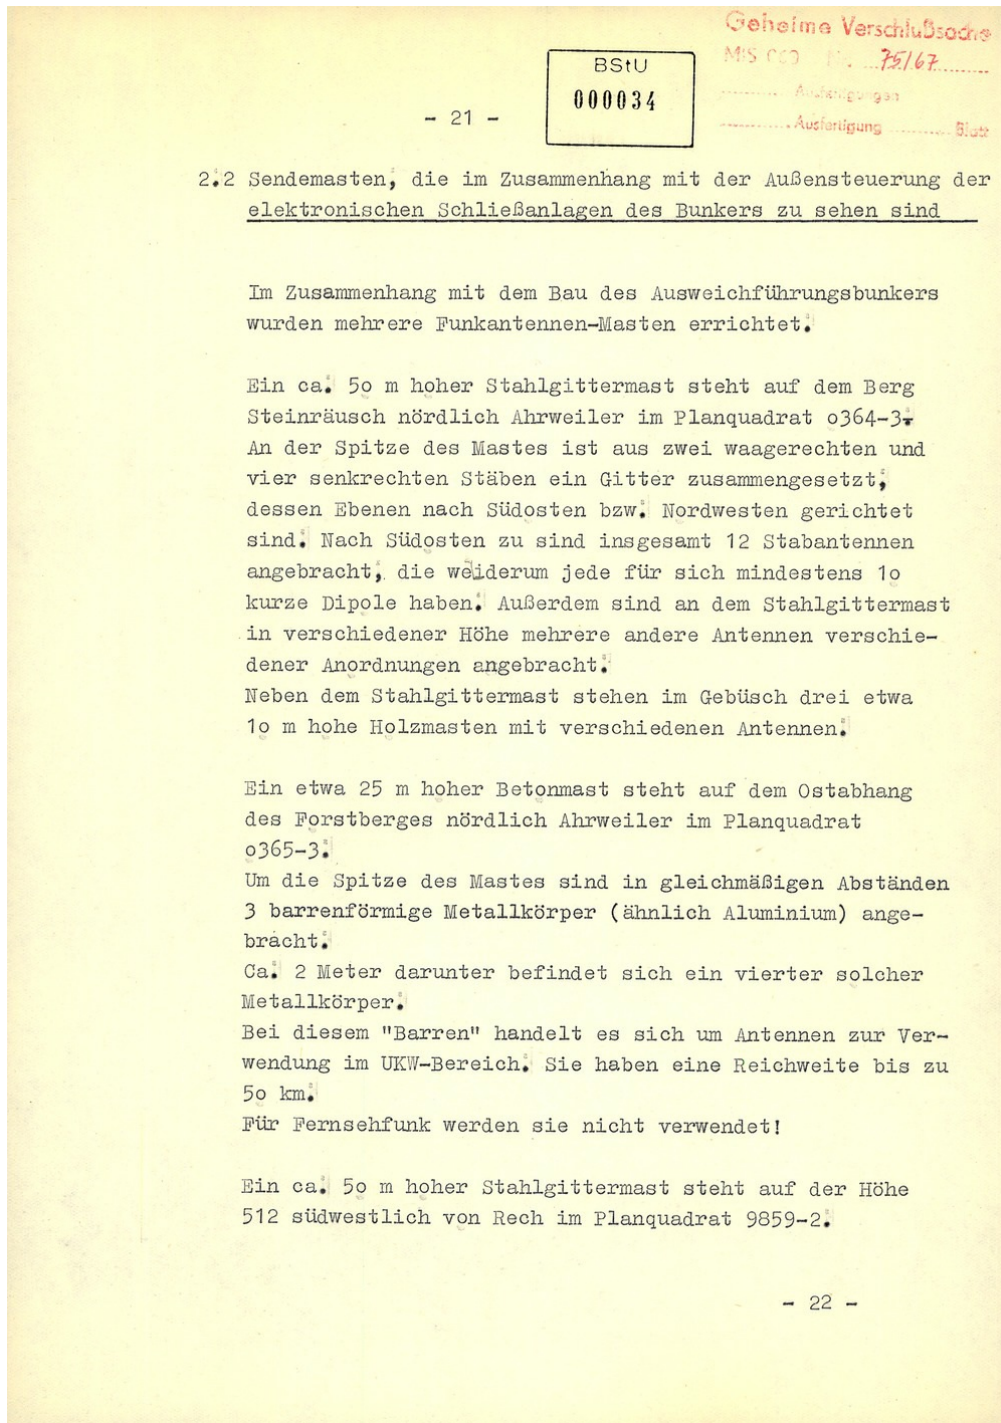 Geheime Verschlußsache
MfS 75/67
BStU
000034
Ausfertigungen
Ausfertigung Blatt
- 21 -
2.2 Sendemasten, die im Zusammenhang mit der Außensteuerung der
elektronischen Schließanlagen des Bunkers zu sehen sind
Im Zusammenhang mit dem Bau des Ausweichführungsbunkers
wurden mehrere Funkantennen-Masten errichtet.
Ein ca. 5o m hoher Stahlgittermast steht auf dem Berg
Steinräusch nördlich Ahrweiler im Planquadrat o364-3.
An der Spitze des Mastes ist aus zwei waagerechten und
vier senkrechten Stäben ein Gitter zusammengesetzt,
dessen Ebenen nach Südosten bzw. Nordwesten gerichtet
sind. Nach Südosten zu sind insgesamt 12 Stabantennen
angebracht, die weiderum jede für sich mindestens 1o
kurze Dipole haben. Außerdem sind an dem Stahlgittermast
in verschiedener Höhe mehrere andere Antennen verschie-
dener Anordnungen angebracht.
Neben dem Stahlgittermast stehen im Gebüsch drei etwa
1o m hohe Holzmasten mit verschiedenen Antennen.
Ein etwa 25 m hoher Betonmast steht auf dem Ostabhang
des Forstberges nördlich Ahrweiler im Planquadrat
o365-3.
Um die Spitze des Mastes sind in gleichmäßigen Abständen
3 barrenförmige Metallkörper (ähnlich Aluminium) ange-
bracht.
Ca. 2 Meter darunter befindet sich ein vierter solcher
Metallkörper.
Bei diesem "Barren" handelt es sich um Antennen zur Ver-
wendung im UKW-Bereich. Sie haben eine Reichweite bis zu
5o km.
Für Fernsehfunk werden sie nicht verwendet!
Ein ca. 5o m hoher Stahlgittermast steht auf der Höhe
512 südwestlich von Rech im Planquadrat 9859-2.
- 22 -